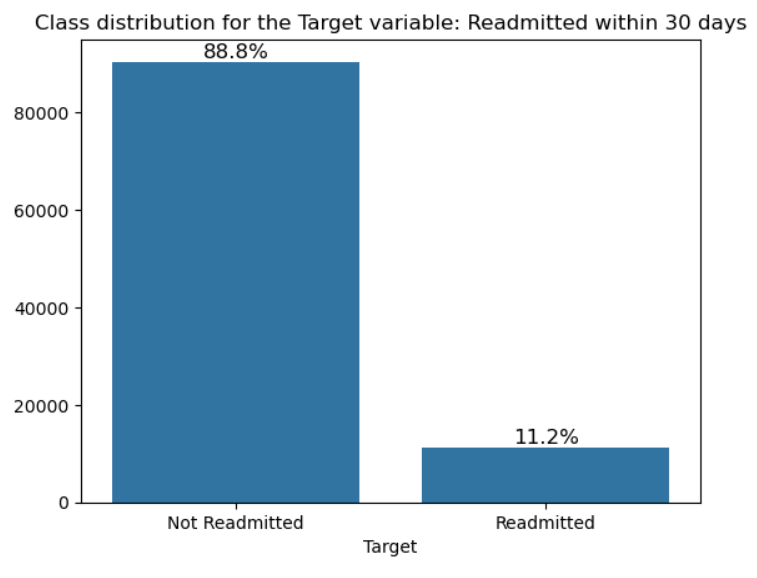 Class distribution for the Target variable: Readmitted within 30 days
88.8%
80000
60000
40000
11.2%
20000
0
Not Readmitted Readmitted
Target